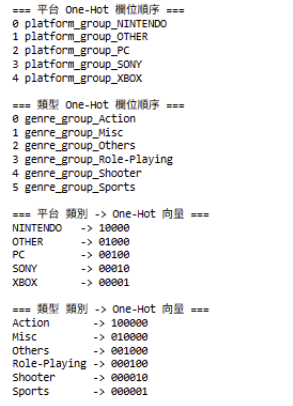 === 平台 One-Hot 欄位順序 ===
0 platform_group_NINTENDO
1 platform_group_OTHER
2 platform_group_PC
3 platform_group_SONY
4 platform_group_XBOX
=== 類型 One-Hot 欄位順序 ===
0 genre_group_Action
1 genre_group_Misc
2 genre_group_Others
3 genre_group_Role-Playing
4 genre_group_Shooter
5 genre_group_Sports
=== 平台 類別 -> One-Hot 向量 ===
NINTENDO -> 10000
OTHER -> 01000
PC -> 00100
SONY -> 00010
XBOX -> 00001
=== 類型 類別 -> One-Hot 向量 ===
Action -> 100000
Misc -> 010000
Others -> 001000
Role-Playing -> 000100
Shooter -> 000010
Sports -> 000001